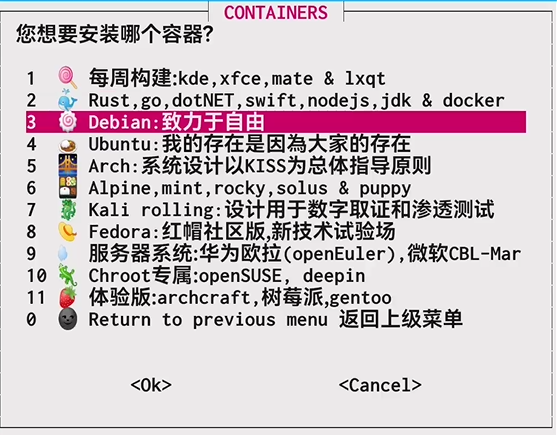 CONTAINERS
您想要安装哪个容器?
1 🍭 每周构建:kde,xfce,mate & lxqt
2 🐳 Rust,go,dotNET,swift,nodejs,jdk & docker
3 🍥 Debian:致力于自由
4 🍛 Ubuntu:我的存在是因為大家的存在
5 🌉 Arch:系统设计以KISS为总体指导原则
6 🍱 Alpine,mint,rocky,solus & puppy
7 🐉 Kali rolling:设计用于数字取证和渗透测试
8 👒 Fedora:红帽社区版,新技术试验场
9 🎈 服务器系统:华为欧拉(openEuler),微软CBL-Mar
10 🦎 Chroot专属:openSUSE, deepin
11 🍓 体验版:archcraft,树莓派,gentoo
0 🌚 Return to previous menu 返回上级菜单
<Ok> <Cancel>